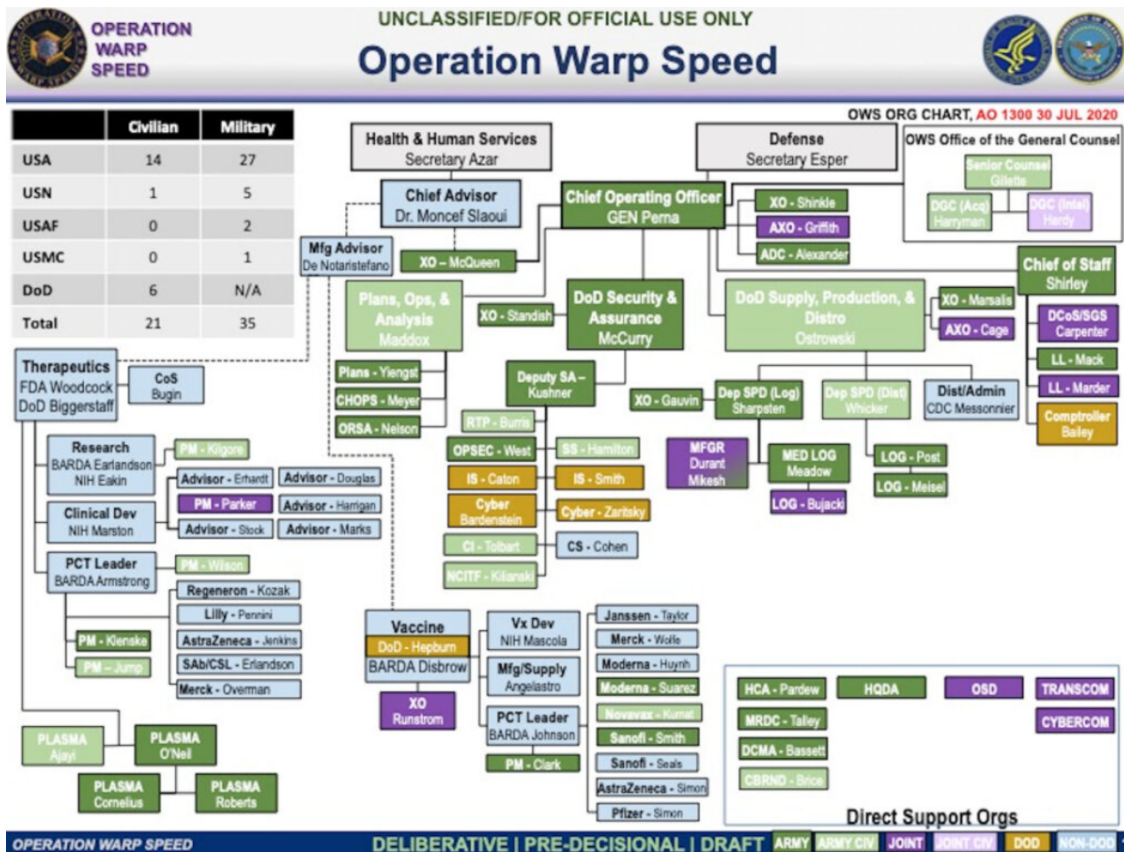 OPERATION
WARP
SPEED
UNCLASSIFIED/FOR OFFICIAL USE ONLY
Operation Warp Speed
OWS ORG CHART, AO 1300 30 JUL 2020
Civilian Military
USA 14 27
USN 1 5
USAF 0 2
USMC 0 1
DoD 6 N/A
Total 21 35
Health & Human Services
Secretary Azar
Defense
Secretary Esper
OWS Office of the General Counsel
Senior Counsel
Gillette
DGC (Acq)
Harryman
DGC (Intel)
Hardy
Chief Advisor
Dr. Moncef Slaoui
Chief Operating Officer
GEN Perna
XO - Shinkle
AXO - Griffith
ADC - Alexander
Mfg Advisor
De Notaristefano
XO – McQueen
Chief of Staff
Shirley
DCoS/SGS
Carpenter
LL - Mack
LL - Marder
Comptroller
Bailey
Plans, Ops, &
Analysis
Maddox
Plans - Yiengst
CHOPS - Meyer
ORSA - Nelson
XO - Standish
DoD Security &
Assurance
McCurry
Deputy SA –
Kushner
RTP - Burris
OPSEC - West
SS - Hamilton
IS - Caton
IS - Smith
Cyber
Bardenstein
Cyber - Zaritsky
CI - Tolbart
CS - Cohen
NCITF - Kilianski
DoD Supply, Production, &
Distro
Ostrowski
XO - Marsalis
AXO - Cage
XO - Gauvin
Dep SPD (Log)
Sharpsten
Dep SPD (Dist)
Whicker
Dist/Admin
CDC Messonnier
MFGR
Durant
Mikesh
MED LOG
Meadow
LOG - Bujacki
LOG - Post
LOG - Meisel
Therapeutics
FDA Woodcock
DoD Biggerstaff
CoS
Bugin
Research
BARDA Earlandson
NIH Eakin
PM - Kilgore
Clinical Dev
NIH Marston
Advisor - Erhardt
Advisor - Douglas
PM - Parker
Advisor - Harrigan
Advisor - Stock
Advisor - Marks
PCT Leader
BARDA Armstrong
PM - Wilson
Regeneron - Kozak
Lilly - Pennini
AstraZeneca - Jenkins
SAb/CSL - Erlandson
Merck - Overman
PM - Klenske
PM – Jump
PLASMA
Ajayi
PLASMA
O'Neil
PLASMA
Cornelius
PLASMA
Roberts
Vaccine
DoD - Hepburn
BARDA Disbrow
XO
Runstrom
Vx Dev
NIH Mascola
Mfg/Supply
Angelastro
PCT Leader
BARDA Johnson
PM - Clark
Janssen - Taylor
Merck - Wolfe
Moderna - Huynh
Moderna - Suarez
Novavax - Kumat
Sanofi - Smith
Sanofi - Seals
AstraZeneca - Simon
Pfizer - Simon
HCA - Pardew
HQDA
OSD
TRANSCOM
MRDC - Talley
CYBERCOM
DCMA - Bassett
CBRND - Brice
Direct Support Orgs
OPERATION WARP SPEED
DELIBERATIVE | PRE-DECISIONAL | DRAFT
ARMY
ARMY CIV
JOINT
JOINT CIV
DOD
NON-DOD